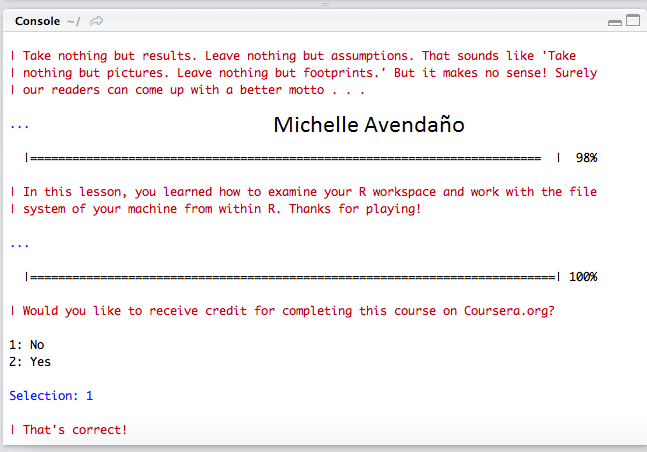 Console ~/
| Take nothing but results. Leave nothing but assumptions. That sounds like 'Take
| nothing but pictures. Leave nothing but footprints.' But it makes no sense! Surely
| our readers can come up with a better motto . . .
...
Michelle Avendaño
|========================================================================= | 98%
| In this lesson, you learned how to examine your R workspace and work with the file
| system of your machine from within R. Thanks for playing!
...
|===========================================================================| 100%
| Would you like to receive credit for completing this course on Coursera.org?
1: No
2: Yes
Selection: 1
| That's correct!